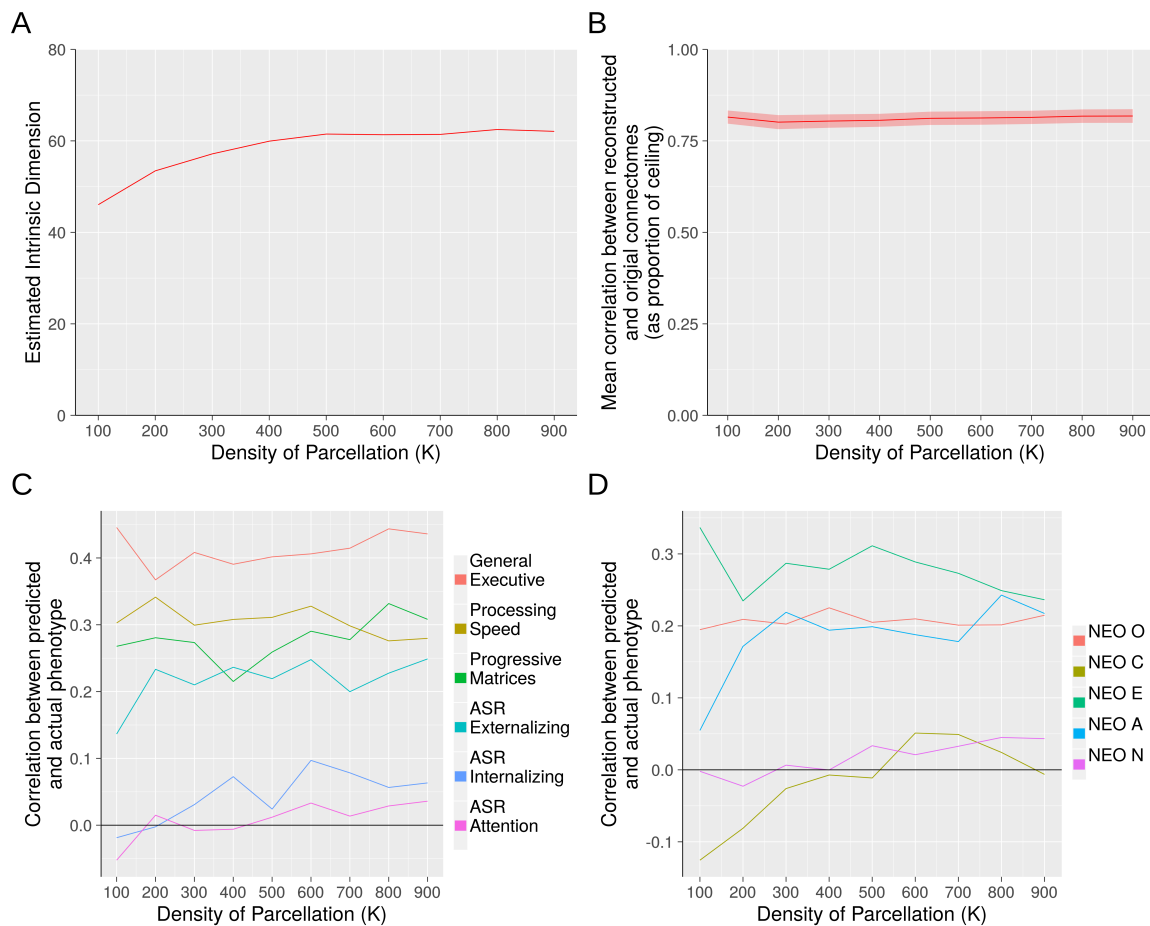 A
80
60
40
20
0
Estimated Intrinsic Dimension
100 200 300 400 500 600 700 800 900
Density of Parcellation (K)
B
1.00
0.75
0.50
0.25
0.00
Mean correlation between reconstructed
and origial connectomes
(as proportion of ceiling)
100 200 300 400 500 600 700 800 900
Density of Parcellation (K)
C
0.4
0.3
0.2
0.1
0.0
Correlation between predicted
and actual phenotype
100 200 300 400 500 600 700 800 900
Density of Parcellation (K)
General
Executive
Processing
Speed
Progressive
Matrices
ASR
Externalizing
ASR
Internalizing
ASR
Attention
D
0.3
0.2
0.1
0.0
-0.1
Correlation between predicted
and actual phenotype
100 200 300 400 500 600 700 800 900
Density of Parcellation (K)
NEO O
NEO C
NEO E
NEO A
NEO N